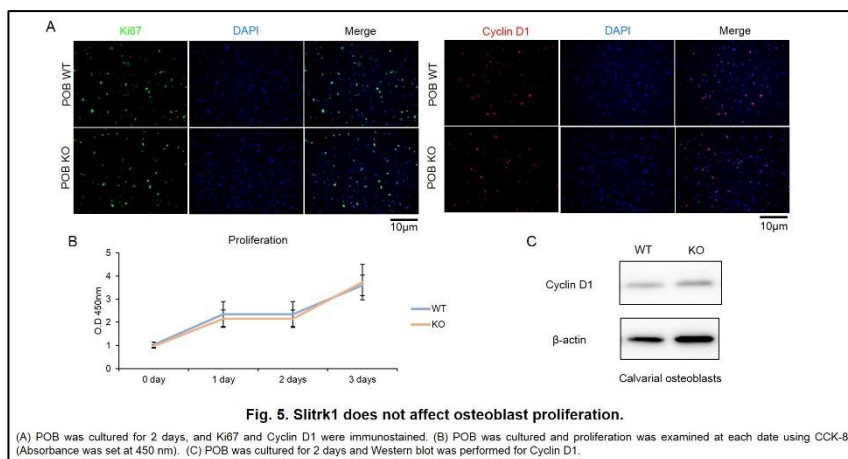 A
Ki67 DAPI Merge
Cyclin D1 DAPI Merge
POB WT
POB KO
POB WT
POB KO
10μm
10μm
B
Proliferation
O.D 450nm
5
4
3
2
1
0
0 day 1 day 2 days 3 days
WT
KO
C
WT KO
Cyclin D1
β-actin
Calvarial osteoblasts
Fig. 5. Slitrk1 does not affect osteoblast proliferation.
(A) POB was cultured for 2 days, and Ki67 and Cyclin D1 were immunostained. (B) POB was cultured and proliferation was examined at each date using CCK-8
(Absorbance was set at 450 nm). (C) POB was cultured for 2 days and Western blot was performed for Cyclin D1.